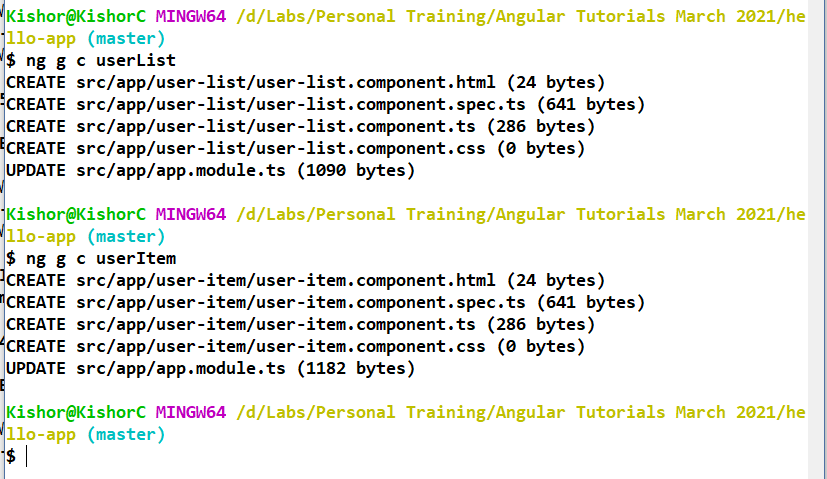 Kishor@KishorC MINGW64 /d/Labs/Personal Training/Angular Tutorials March 2021/he
llo-app (master)
$ ng g c userList
CREATE src/app/user-list/user-list.component.html (24 bytes)
CREATE src/app/user-list/user-list.component.spec.ts (641 bytes)
CREATE src/app/user-list/user-list.component.ts (286 bytes)
CREATE src/app/user-list/user-list.component.css (0 bytes)
UPDATE src/app/app.module.ts (1090 bytes)
Kishor@KishorC MINGW64 /d/Labs/Personal Training/Angular Tutorials March 2021/he
llo-app (master)
$ ng g c userItem
CREATE src/app/user-item/user-item.component.html (24 bytes)
CREATE src/app/user-item/user-item.component.spec.ts (641 bytes)
CREATE src/app/user-item/user-item.component.ts (286 bytes)
CREATE src/app/user-item/user-item.component.css (0 bytes)
UPDATE src/app/app.module.ts (1182 bytes)
Kishor@KishorC MINGW64 /d/Labs/Personal Training/Angular Tutorials March 2021/he
llo-app (master)
$